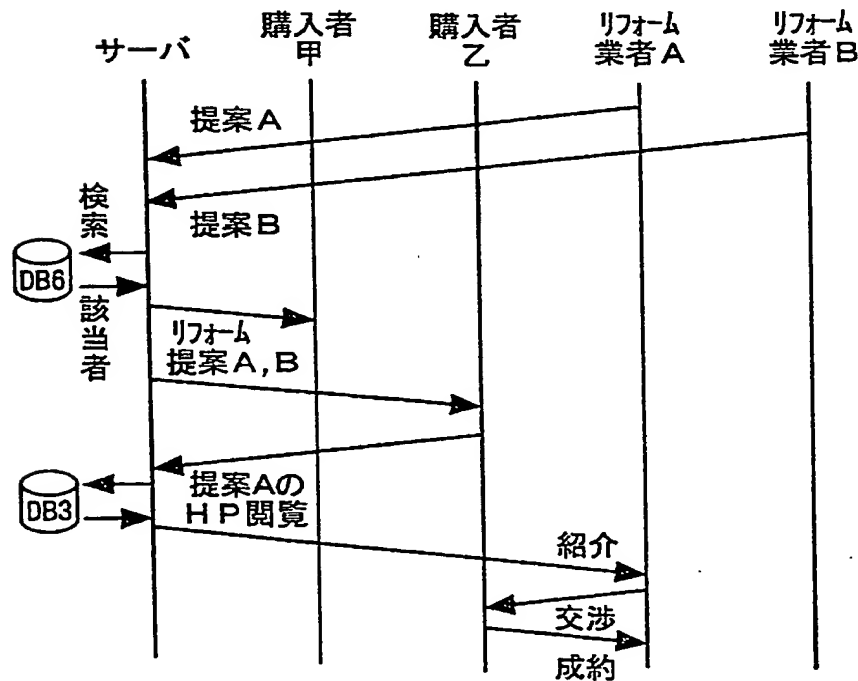 サーバ
購入者
甲
購入者
乙
リフォーム
業者A
リフォーム
業者B
提案A
提案B
検索
DB6
該当者
リフォーム
提案A,B
DB3
提案Aの
HP閲覧
紹介
交渉
成約